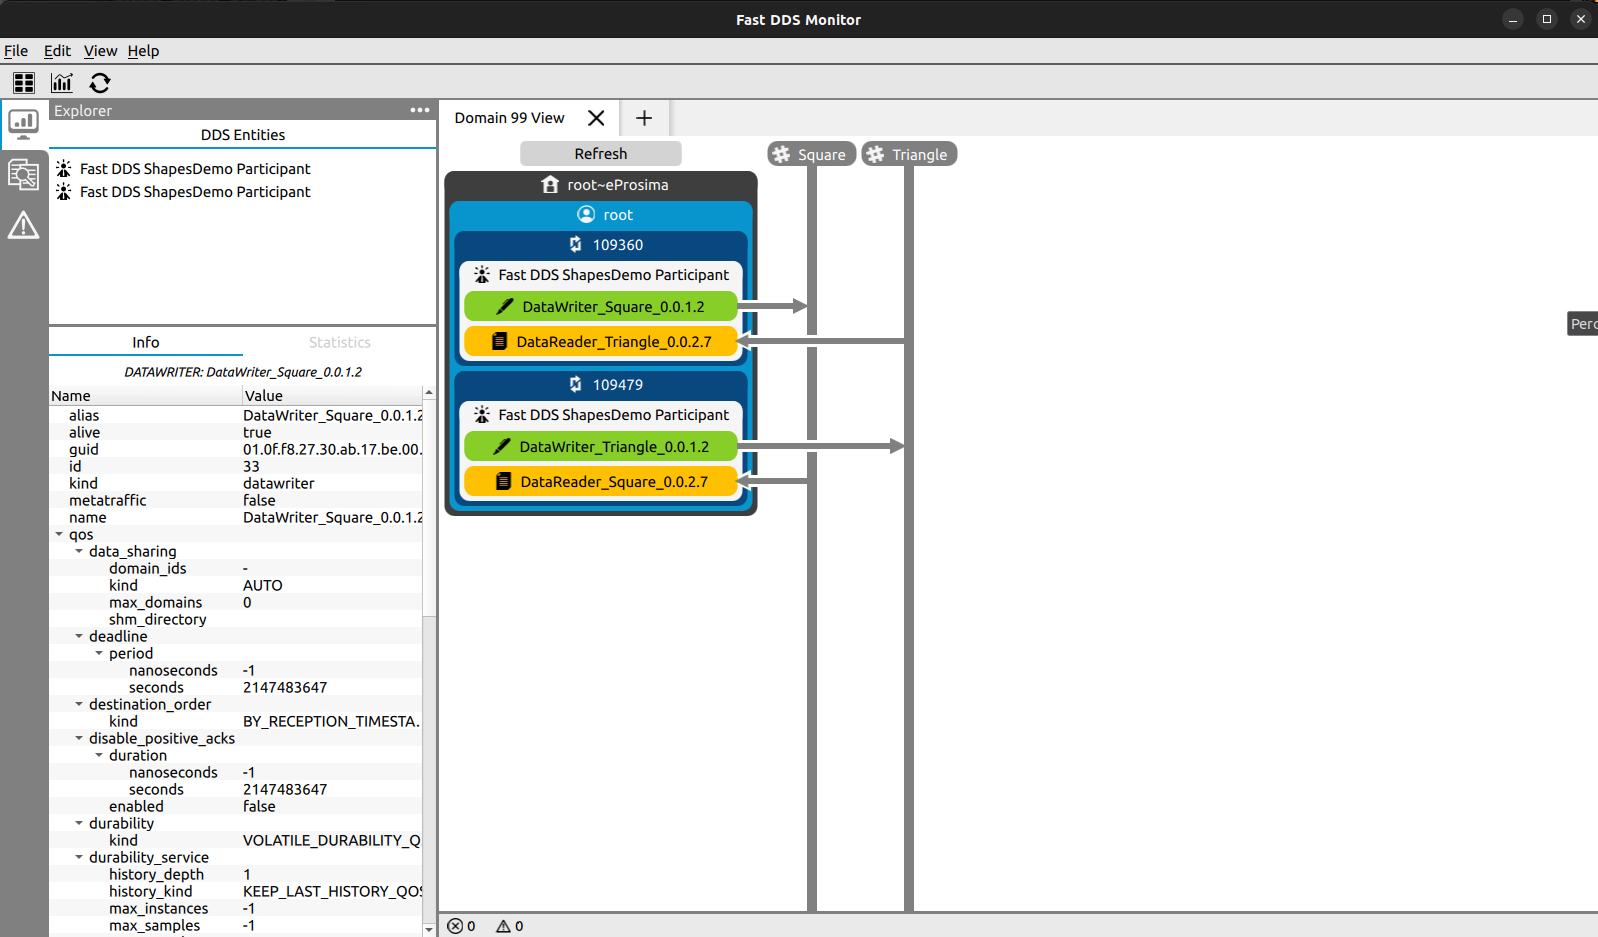 Fast DDS Monitor
File Edit View Help
Explorer
DDS Entities
Fast DDS ShapesDemo Participant
Fast DDS ShapesDemo Participant
Info Statistics
DATAWRITER: DataWriter_Square_0.0.1.2
Name Value
alias DataWriter_Square_0.0.1.2
alive true
guid 01.0f.f8.27.30.ab.17.be.00.
id 33
kind datawriter
metatraffic false
name DataWriter_Square_0.0.1.2
qos
data_sharing
domain_ids -
kind AUTO
max_domains 0
shm_directory
deadline
period
nanoseconds -1
seconds 2147483647
destination_order
kind BY_RECEPTION_TIMESTA.
disable_positive_acks
duration
nanoseconds -1
seconds 2147483647
enabled false
durability
kind VOLATILE_DURABILITY_Q
durability_service
history_depth 1
history_kind KEEP_LAST_HISTORY_QOS
max_instances -1
max_samples -1
Domain 99 View
Refresh
Square
Triangle
root~eProsima
root
109360
Fast DDS ShapesDemo Participant
DataWriter_Square_0.0.1.2
DataReader_Triangle_0.0.2.7
109479
Fast DDS ShapesDemo Participant
DataWriter_Triangle_0.0.1.2
DataReader_Square_0.0.2.7
Perc
0 0